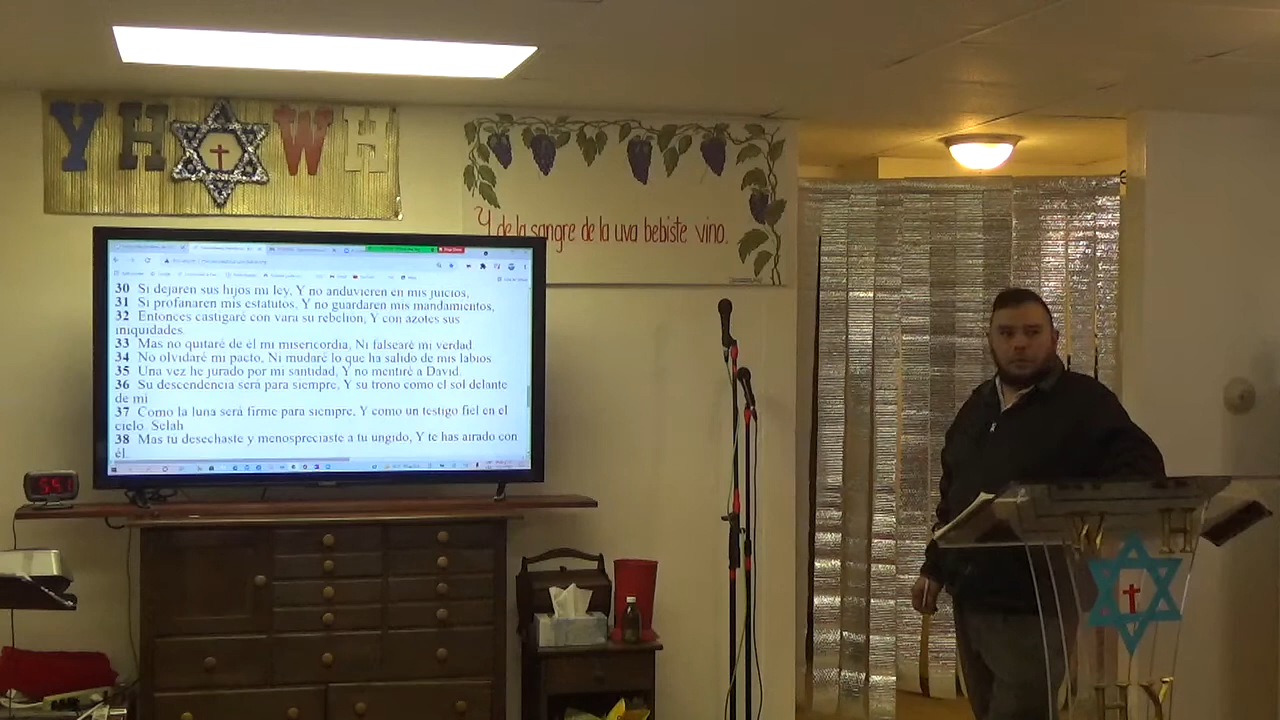 YH WH
Y de la sangre de la uva bebiste vino.
30 Si dejaren sus hijos mi ley, Y no anduvieren en mis juicios,
31 Si profanaren mis estatutos, Y no guardaren mis mandamientos,
32 Entonces castigaré con vara su rebelión, Y con azotes sus
iniquidades.
33 Mas no quitaré de él mi misericordia, Ni falsearé mi verdad
34 No olvidaré mi pacto, Ni mudaré lo que ha salido de mis labios
35 Una vez he jurado por mi santidad, Y no mentiré a David.
36 Su descendencia será para siempre, Y su trono como el sol delante
de mí
37 Como la luna será firme para siempre, Y como un testigo fiel en el
cielo. Selah
38 Mas tu desechaste y menospreciaste a tu ungido, Y te has airado con
él.
5:41
W H